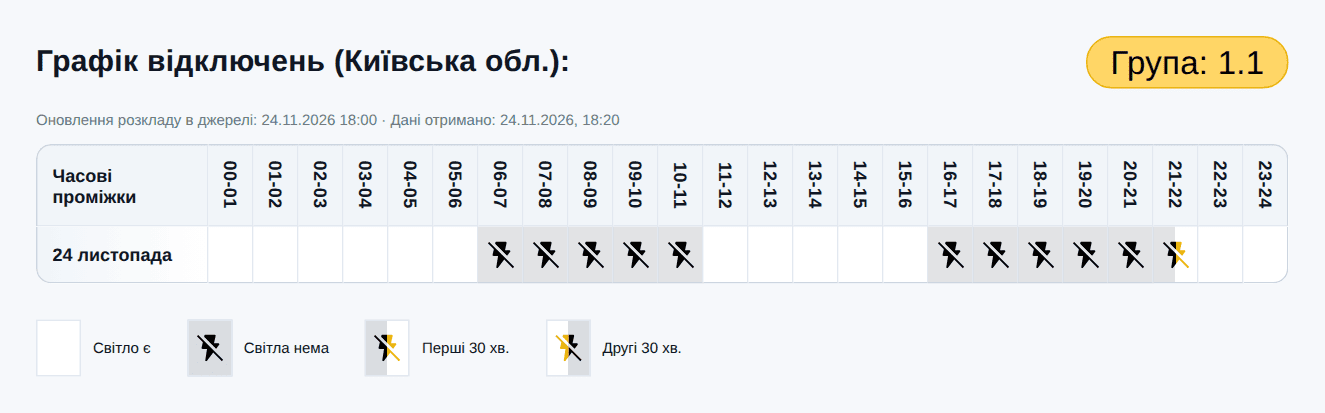 Графік відключень (Київська обл.):
Група: 1.1
Оновлення розкладу в джерелі: 24.11.2026 18:00 · Дані отримано: 24.11.2026, 18:20
Часові
проміжки
00-01
01-02
02-03
03-04
04-05
05-06
06-07
07-08
08-09
09-10
10-11
11-12
12-13
13-14
14-15
15-16
16-17
17-18
18-19
19-20
20-21
21-22
22-23
23-24
24 листопада
Світло є
Світла нема
Перші 30 хв.
Другі 30 хв.